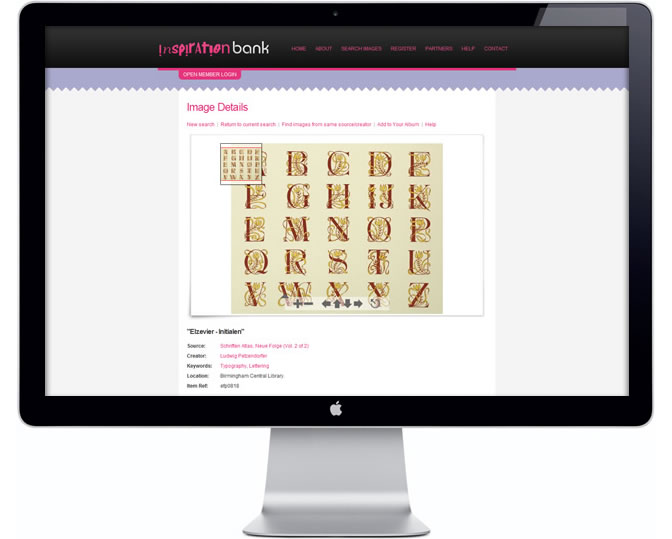 inspiration bank
HOME ABOUT SEARCH IMAGES REGISTER PARTNERS HELP CONTACT
OPEN MEMBER LOGIN
Image Details
New search | Return to current search | Find images from same source/creator | Add to Your Album | Help
B C D E
F G H IJ K
L M N O P
Q R S T U
V W X Y Z
"Elzevier - Initialen"
Source: Schriften Atlas, Neue Folge (Vol. 2 of 2)
Creator: Ludwig Petzendorfer
Keywords: Typography, Lettering
Location: Birmingham Central Library
Item Ref: efp0818